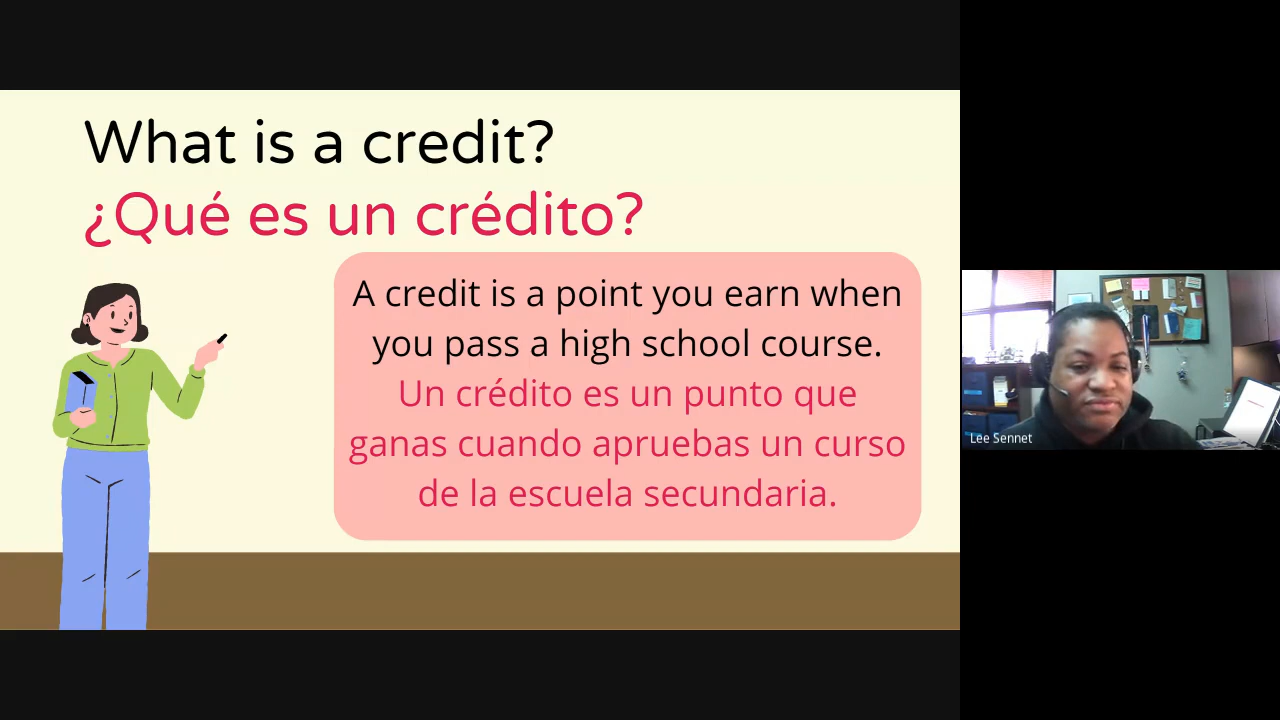 What is a credit?
¿Qué es un crédito?
A credit is a point you earn when
you pass a high school course.
Un crédito es un punto que
ganas cuando apruebas un curso
de la escuela secundaria.
Lee Sennet